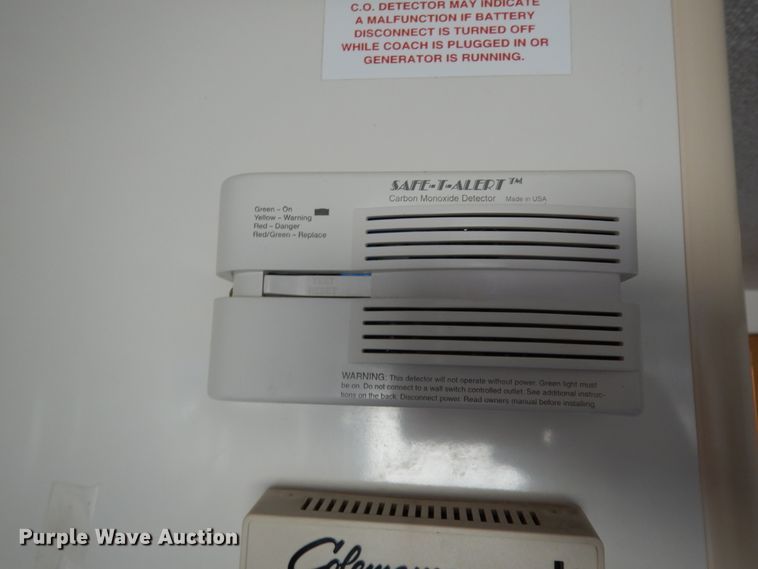 C.O. DETECTOR MAY INDICATE
A MALFUNCTION IF BATTERY
DISCONNECT IS TURNED OFF
WHILE COACH IS PLUGGED IN OR
GENERATOR IS RUNNING.
SAFE-T-ALERT™
Carbon Monoxide Detector Made in USA
Green – On
Yellow – Warning
Red – Danger
Red/Green – Replace
RESET
WARNING: This detector will not operate without power. Green light must
be on. Do not connect to a wall switch controlled outlet. See additional instruc-
tions on the back. Disconnect power. Read owners manual before installing.
Purple Wave Auction
Coleman